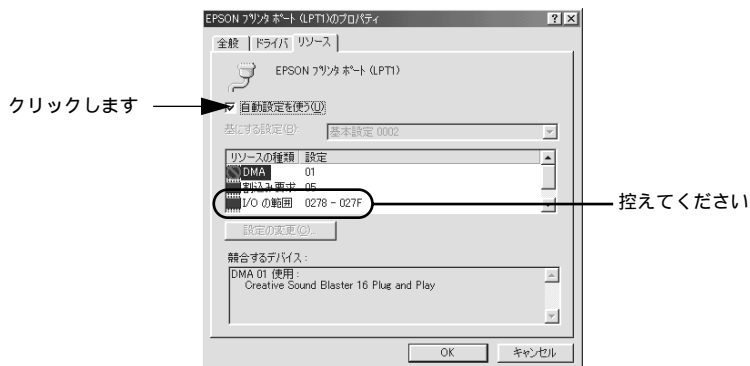 EPSON プリンタ ポート (LPT1)のプロパティ
全般 ドライバ リソース
EPSON プリンタ ポート (LPT1)
クリックします
自動設定を使う(U)
基にする設定(B): 基本設定 0002
リソースの種類 設定
DMA 01
割込み要求 05
I/O の範囲 0278 - 027F
控えてください
設定の変更(C)...
競合するデバイス:
DMA 01 使用:
Creative Sound Blaster 16 Plug and Play
OK キャンセル